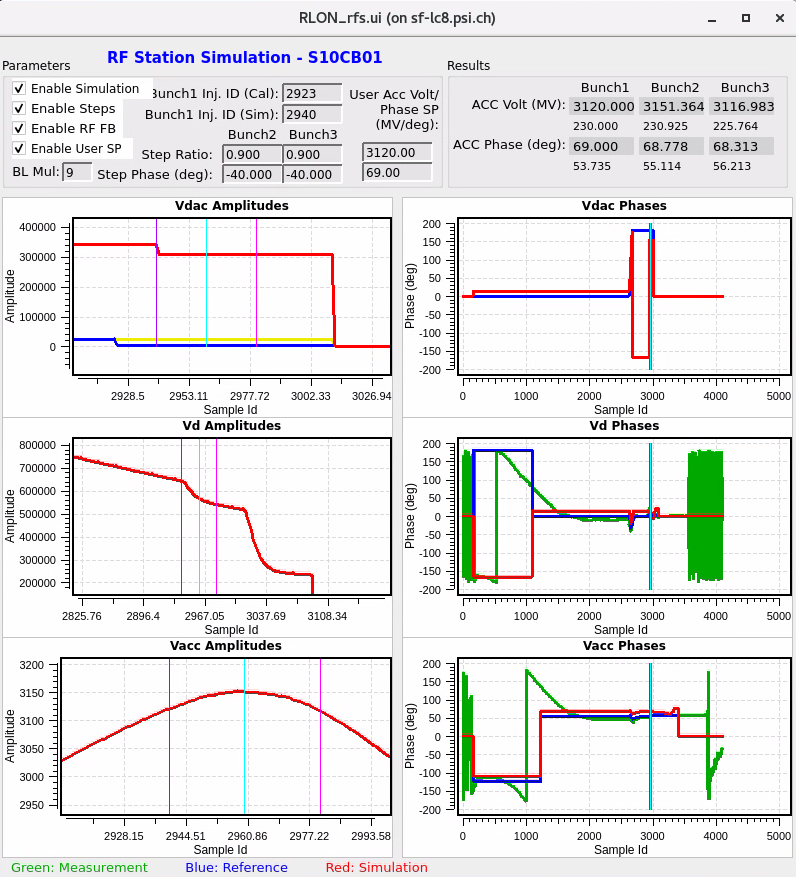 RLON_rfs.ui (on sf-lc8.psi.ch)
Parameters
RF Station Simulation - S10CB01
Results
Enable Simulation
Enable Steps
Enable RF FB
Enable User SP
BL Mul: 9
Bunch1 Inj. ID (Cal): 2923
Bunch1 Inj. ID (Sim): 2940
Bunch2 Bunch3
Step Ratio: 0.900 0.900
Step Phase (deg): -40.000 -40.000
User Acc Volt/
Phase SP
(MV/deg):
3120.00
69.00
Bunch1 Bunch2 Bunch3
ACC Volt (MV): 3120.000 3151.364 3116.983
230.000 230.925 225.764
ACC Phase (deg): 69.000 68.778 68.313
53.735 55.114 56.213
Vdac Amplitudes
Amplitude
400000
300000
200000
100000
0
2928.5 2953.11 2977.72 3002.33 3026.94
Sample Id
Vdac Phases
Phase (deg)
200
150
100
50
0
-50
-100
-150
-200
0 1000 2000 3000 4000 5000
Sample Id
Vd Amplitudes
Amplitude
800000
700000
600000
500000
400000
300000
200000
2825.76 2896.4 2967.05 3037.69 3108.34
Sample Id
Vd Phases
Phase (deg)
200
150
100
50
0
-50
-100
-150
-200
0 1000 2000 3000 4000 5000
Sample Id
Vacc Amplitudes
Amplitude
3200
3150
3100
3050
3000
2950
2928.15 2944.51 2960.86 2977.22 2993.58
Sample Id
Vacc Phases
Phase (deg)
200
150
100
50
0
-50
-100
-150
-200
0 1000 2000 3000 4000 5000
Sample Id
Green: Measurement Blue: Reference Red: Simulation